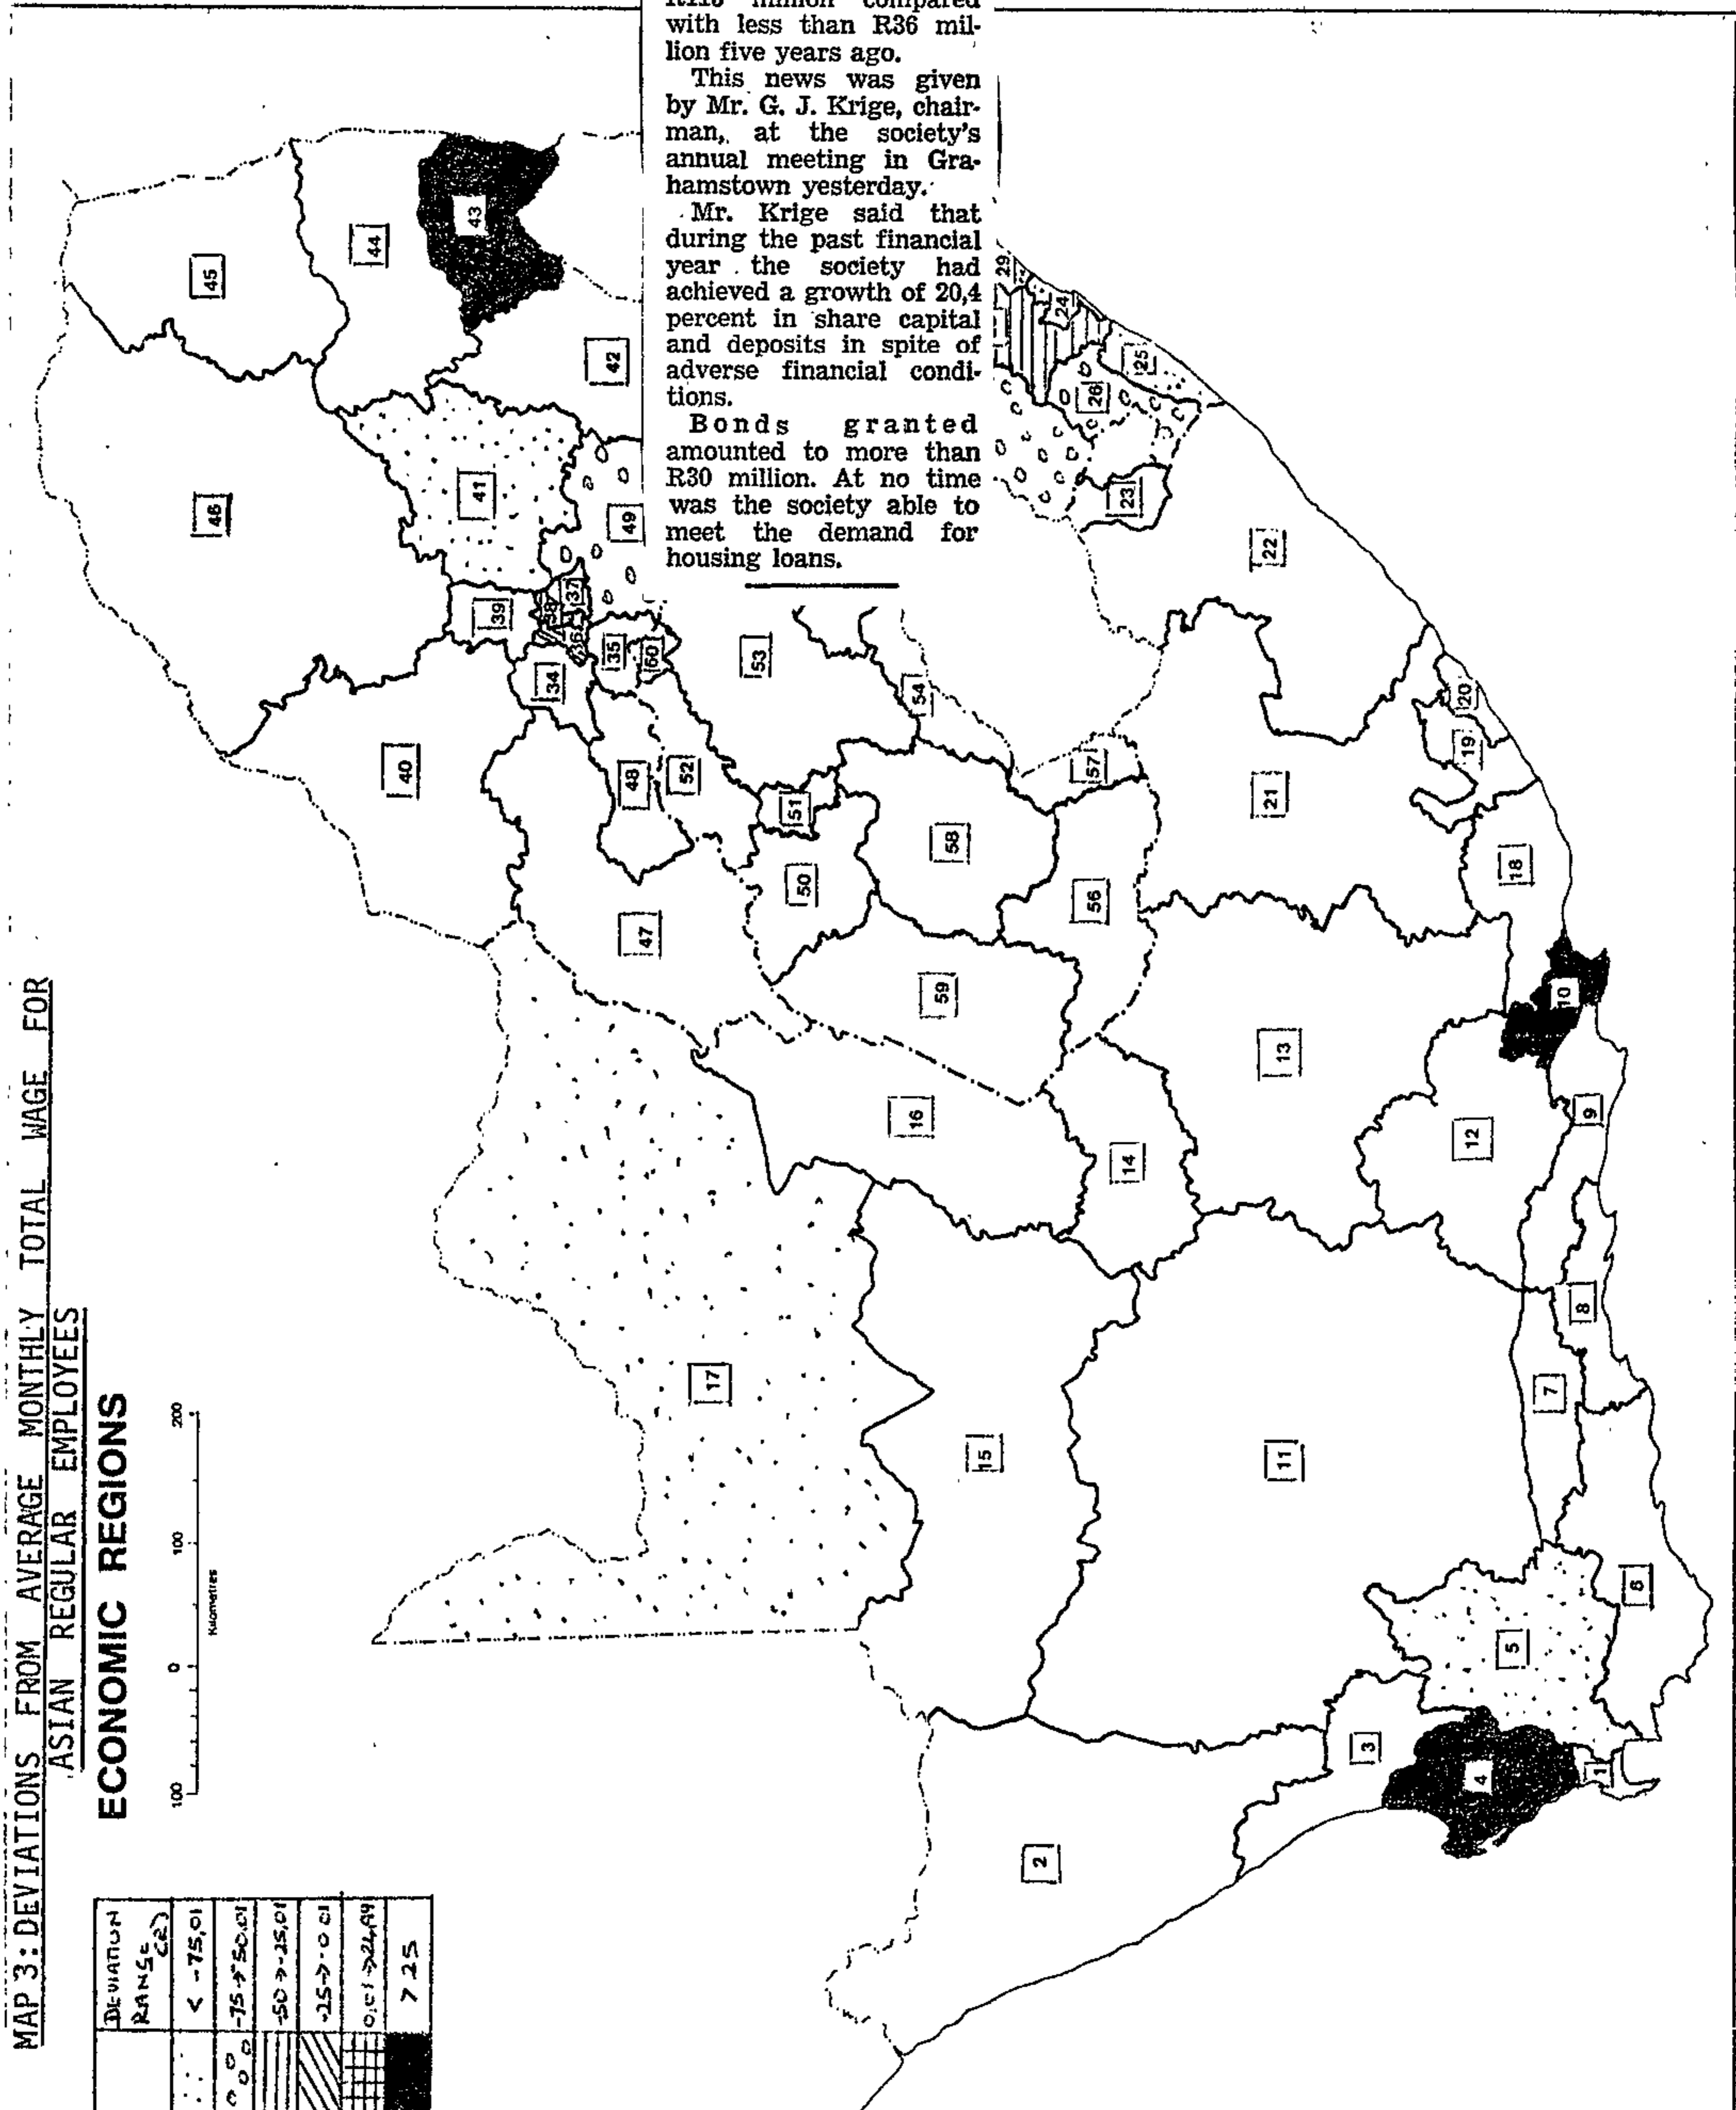 MAP 3: DEVIATIONS FROM AVERAGE MONTHLY TOTAL WAGE FOR
ASIAN REGULAR EMPLOYEES
ECONOMIC REGIONS
100 0 100 200
Kilometres
DEVIATION
RANGE
< -75,01
-75→50.01
-50→-25,01
-25→-0 01
> 25
million compared
with less than R36 mil-
lion five years ago.
This news was given
by Mr. G. J. Krige, chair-
man, at the society's
annual meeting in Gra-
hamstown yesterday.
Mr. Krige said that
during the past financial
year the society had
achieved a growth of 20,4
percent in share capital
and deposits in spite of
adverse financial condi-
tions.
Bonds granted
amounted to more than
R30 million. At no time
was the society able to
meet the demand for
housing loans.
45
44
43
46
42
41
49
39
38
37
36
35
60
34
40
48
52
47
53
54
51
50
58
57
56
59
29
24
25
26
23
22
21
20
19
18
10
13
16
14
12
9
8
7
17
15
11
6
5
3
4
1
2